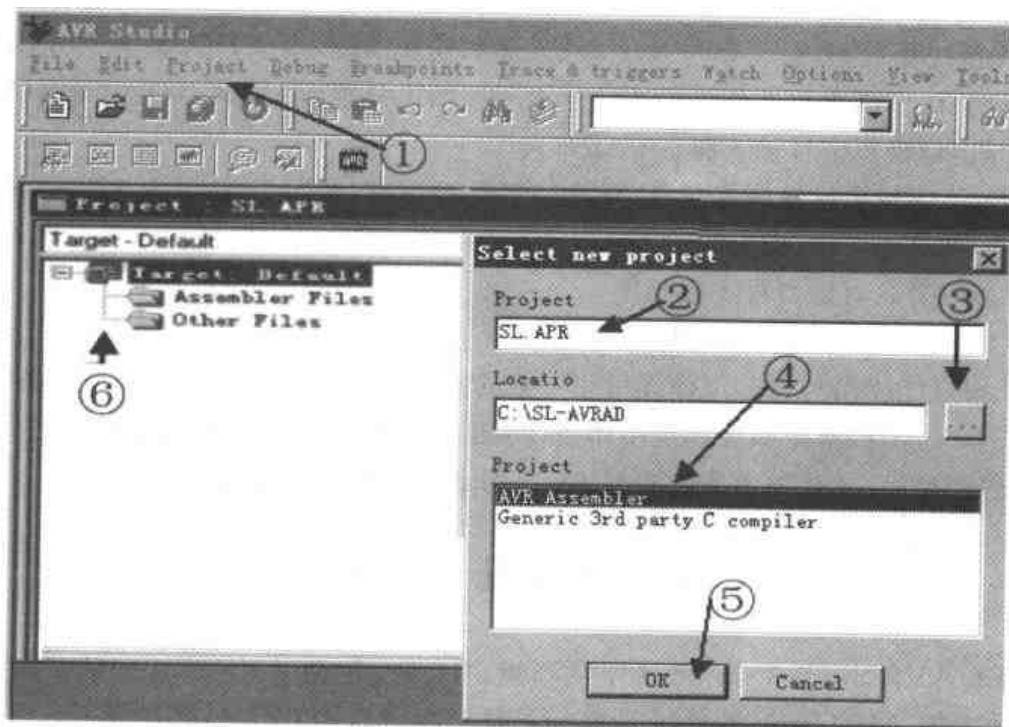 AVR Studio
File Edit Project Debug Breakpoints Trace & triggers Watch Options View Tools
①
Project SL.APR
Target - Default
Target: Default
Assembler Files
Other Files
⑥
Select new project
Project
②
③
SL.APR
Locatio
④
C:\SL-AVRAD
...
Project
AVR Assembler
Generic 3rd party C compiler
⑤
OK
Cancel